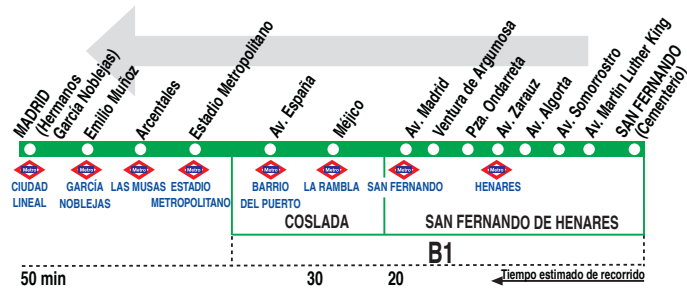 MADRID
(Hermanos
García Noblejas)
Emilio Muñoz
Arcentales
Estadio Metropolitano
Av. España
Méjico
Av. Madrid
Ventura de Argumosa
Pza. Ondarreta
Av. Zarauz
Av. Algorta
Av. Somorrostro
Av. Martin Luther King
SAN FERNANDO
(Cementerio)
Metro
Metro
Metro
Metro
Metro
Metro
Metro
Metro
CIUDAD
LINEAL
GARCÍA
NOBLEJAS
LAS MUSAS
ESTADIO
METROPOLITANO
BARRIO
DEL PUERTO
LA RAMBLA
SAN FERNANDO
HENARES
COSLADA
SAN FERNANDO DE HENARES
B1
50 min
30
20
Tiempo estimado de recorrido